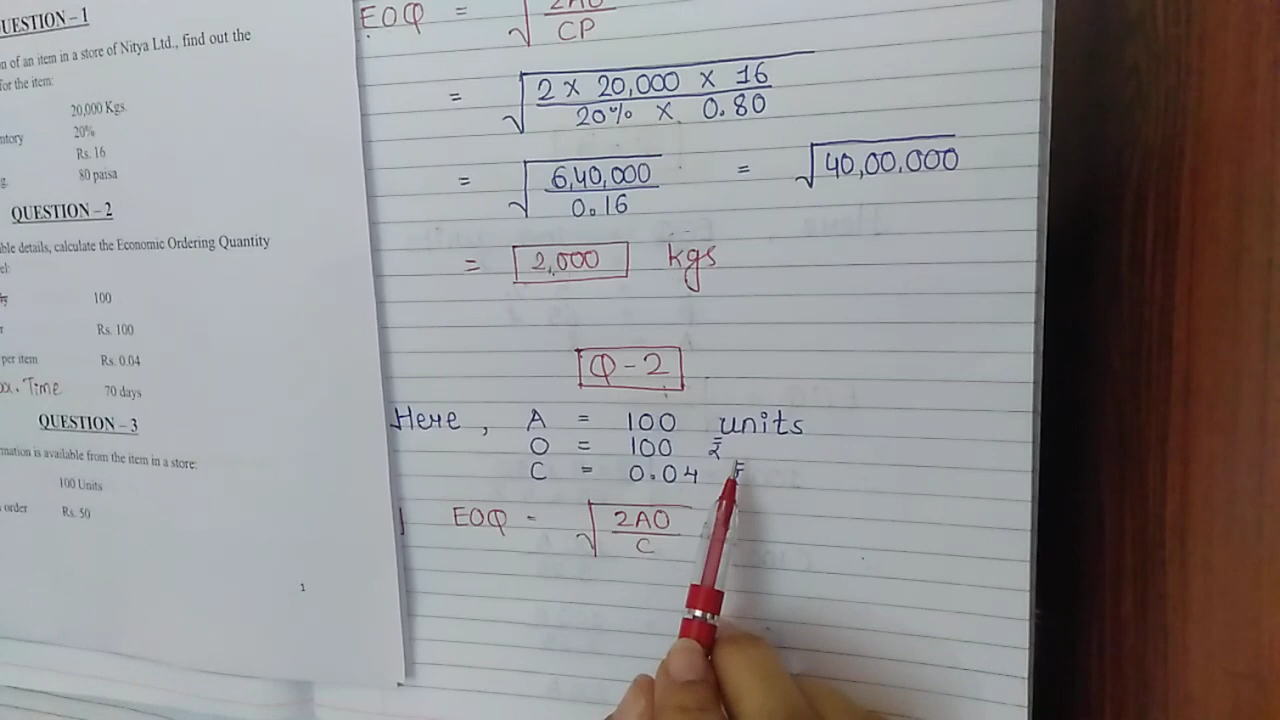 QUESTION – 1
n of an item in a store of Nitya Ltd., find out the
for the item:
20,000 Kgs.
ntory 20%
Rs. 16
g. 80 paisa
QUESTION – 2
ble details, calculate the Economic Ordering Quantity
el:
100
r Rs. 100
per item Rs. 0.04
Time 70 days
QUESTION – 3
mation is available from the item in a store:
100 Units
order Rs. 50
1
EOQ = √ 2AO
CP
= √ 2 x 20,000 x 16
20% x 0.80
= √ 6,40,000 = √ 40,00,000
0.16
= 2,000 kgs
Q - 2
Here, A = 100 units
O = 100 ₹
C = 0.04
EOQ - √ 2AO
C